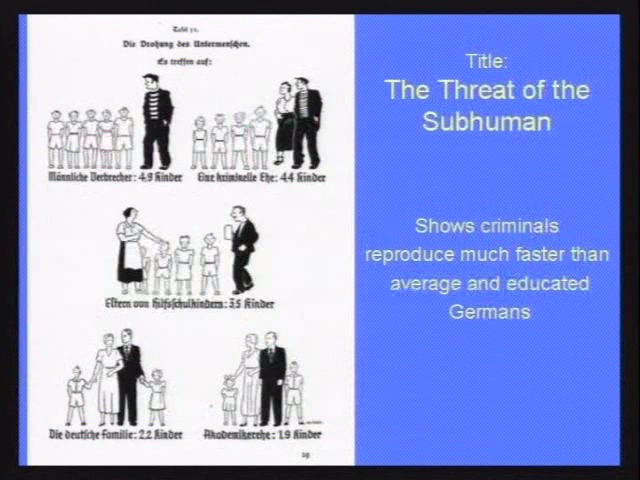 Tafel 11.
Die Drohung des Untermenschen.
Es treffen auf:
Männliche Verbrecher: 4,9 Kinder
Eine kriminelle Ehe: 4,4 Kinder
Eltern von Hilfsschulkindern: 3,5 Kinder
Die deutsche Familie: 2,2 Kinder
Akademikerehe: 1,9 Kinder
Title:
The Threat of the
Subhuman
Shows criminals
reproduce much faster than
average and educated
Germans